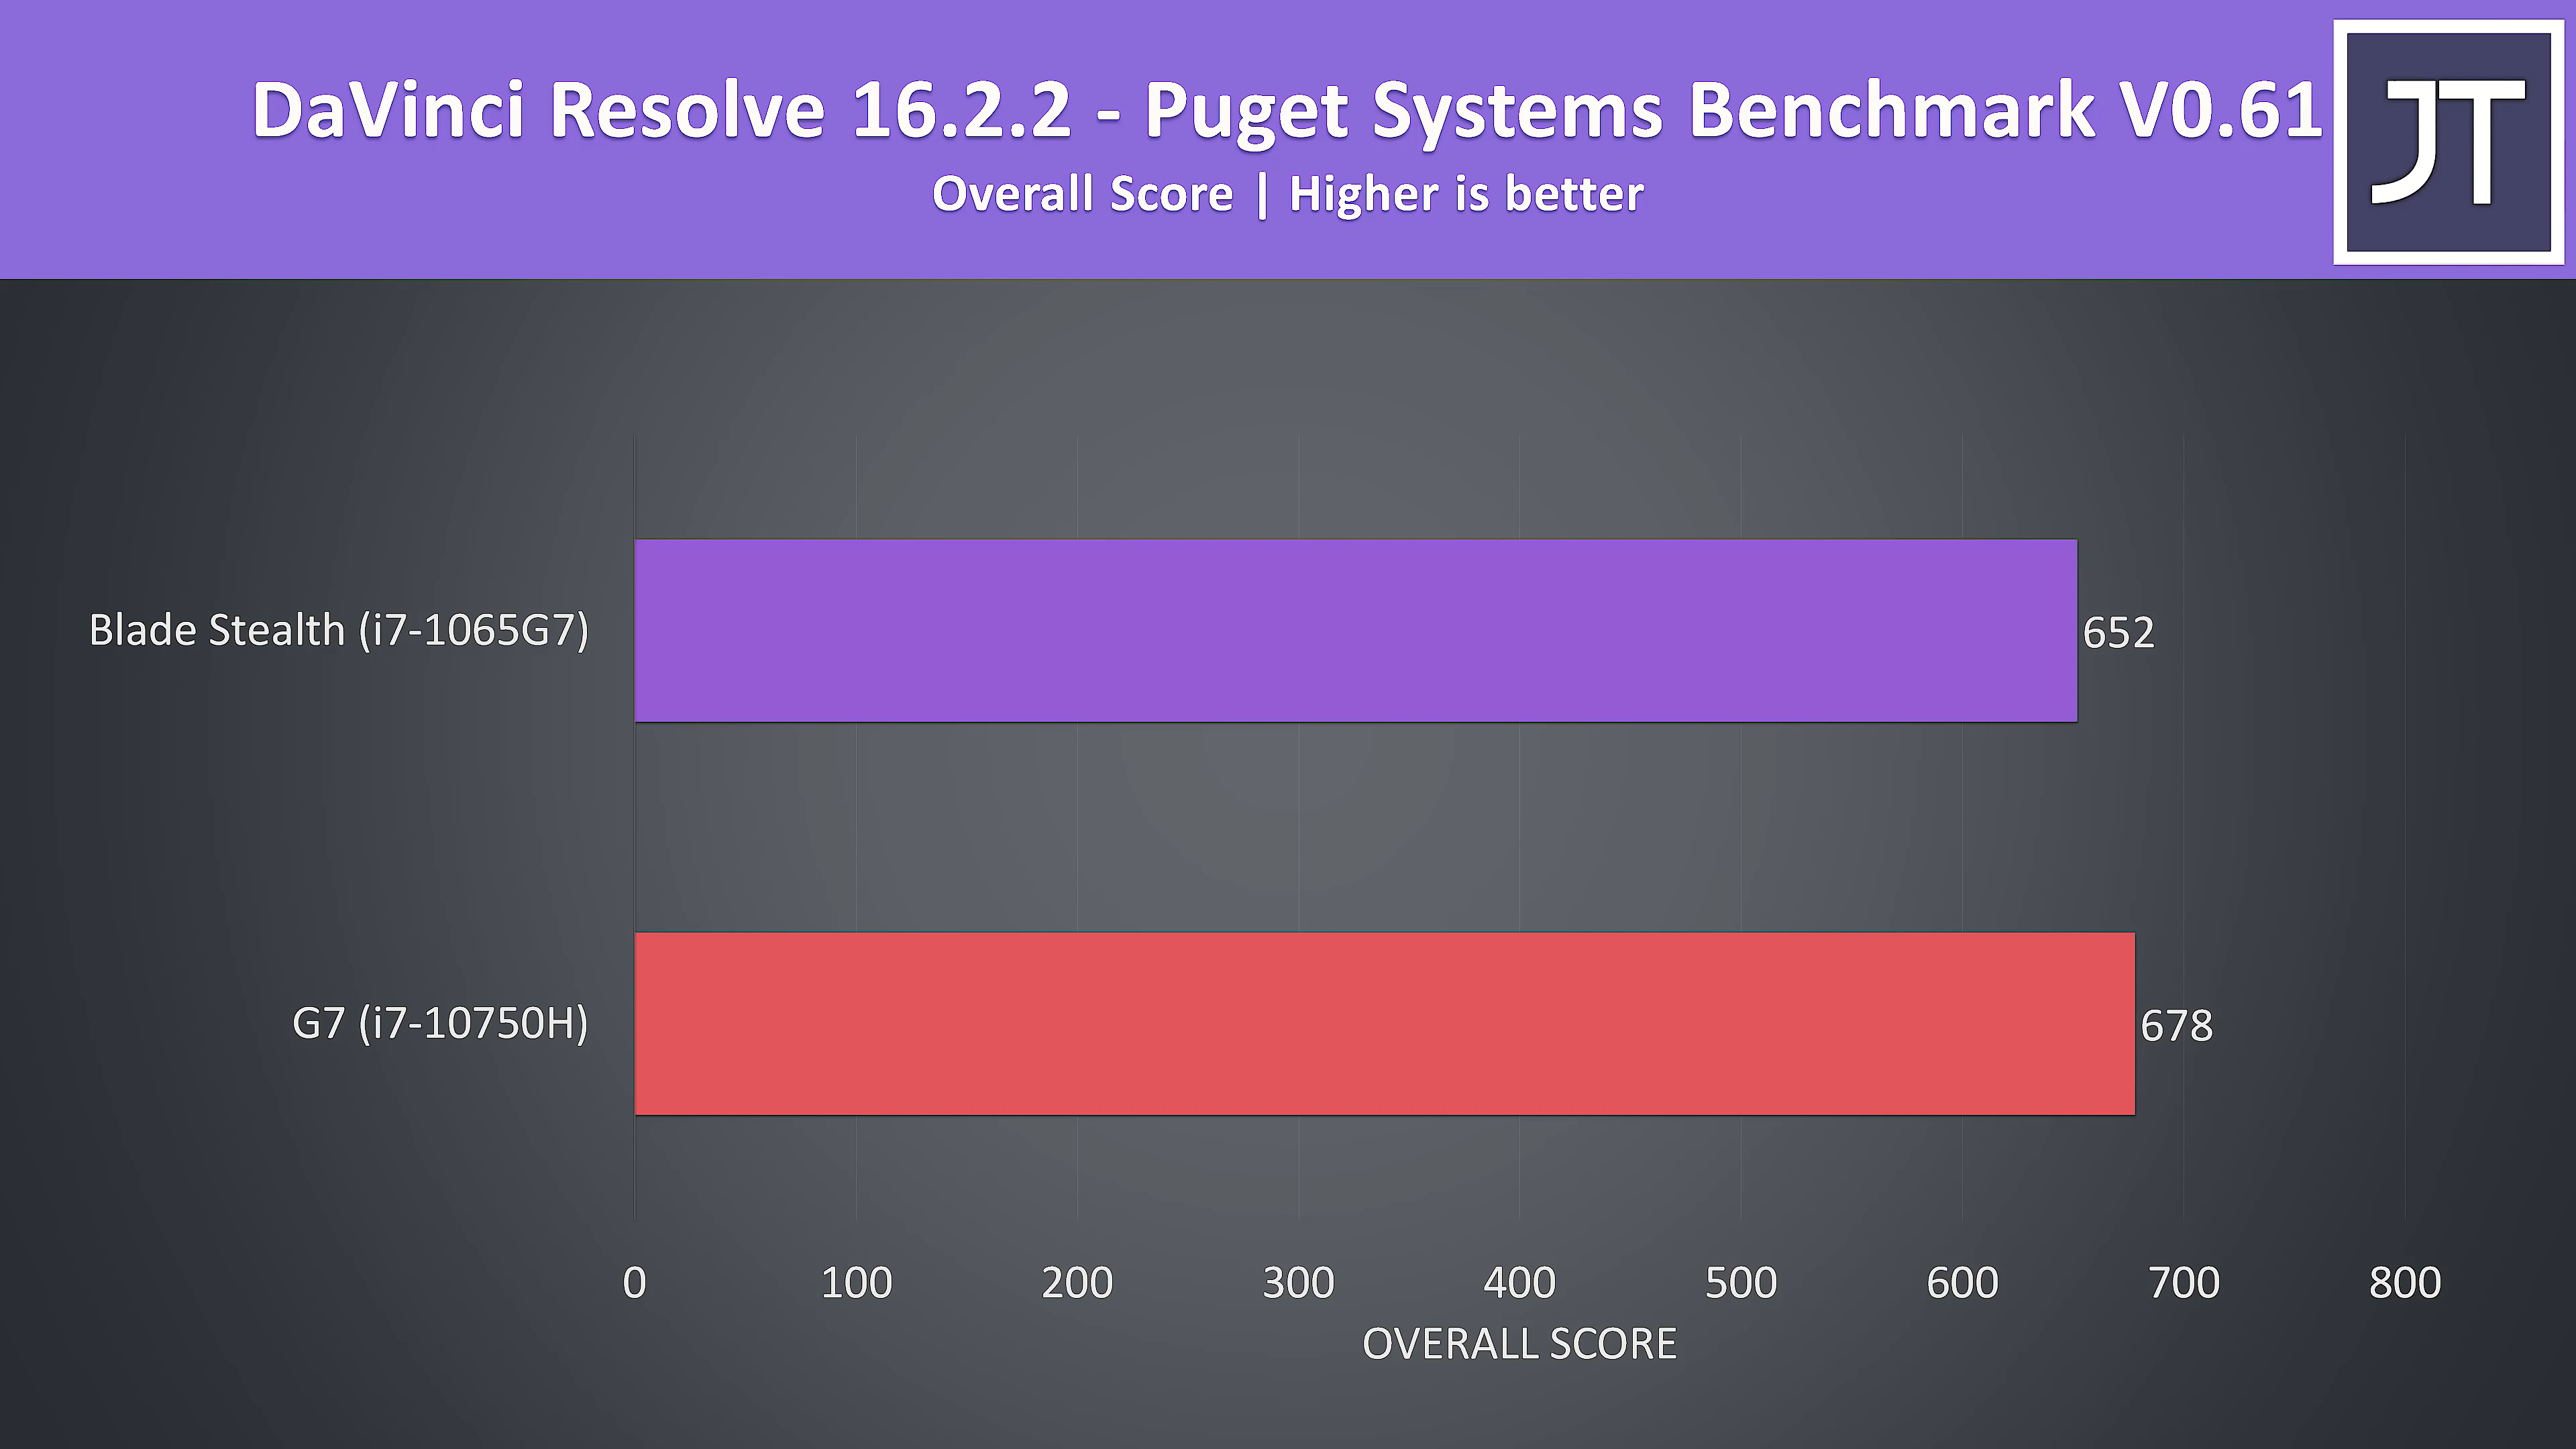 DaVinci Resolve 16.2.2 - Puget Systems Benchmark V0.61
Overall Score | Higher is better
JT
Blade Stealth (i7-1065G7)
652
G7 (i7-10750H)
678
0 100 200 300 400 500 600 700 800
OVERALL SCORE